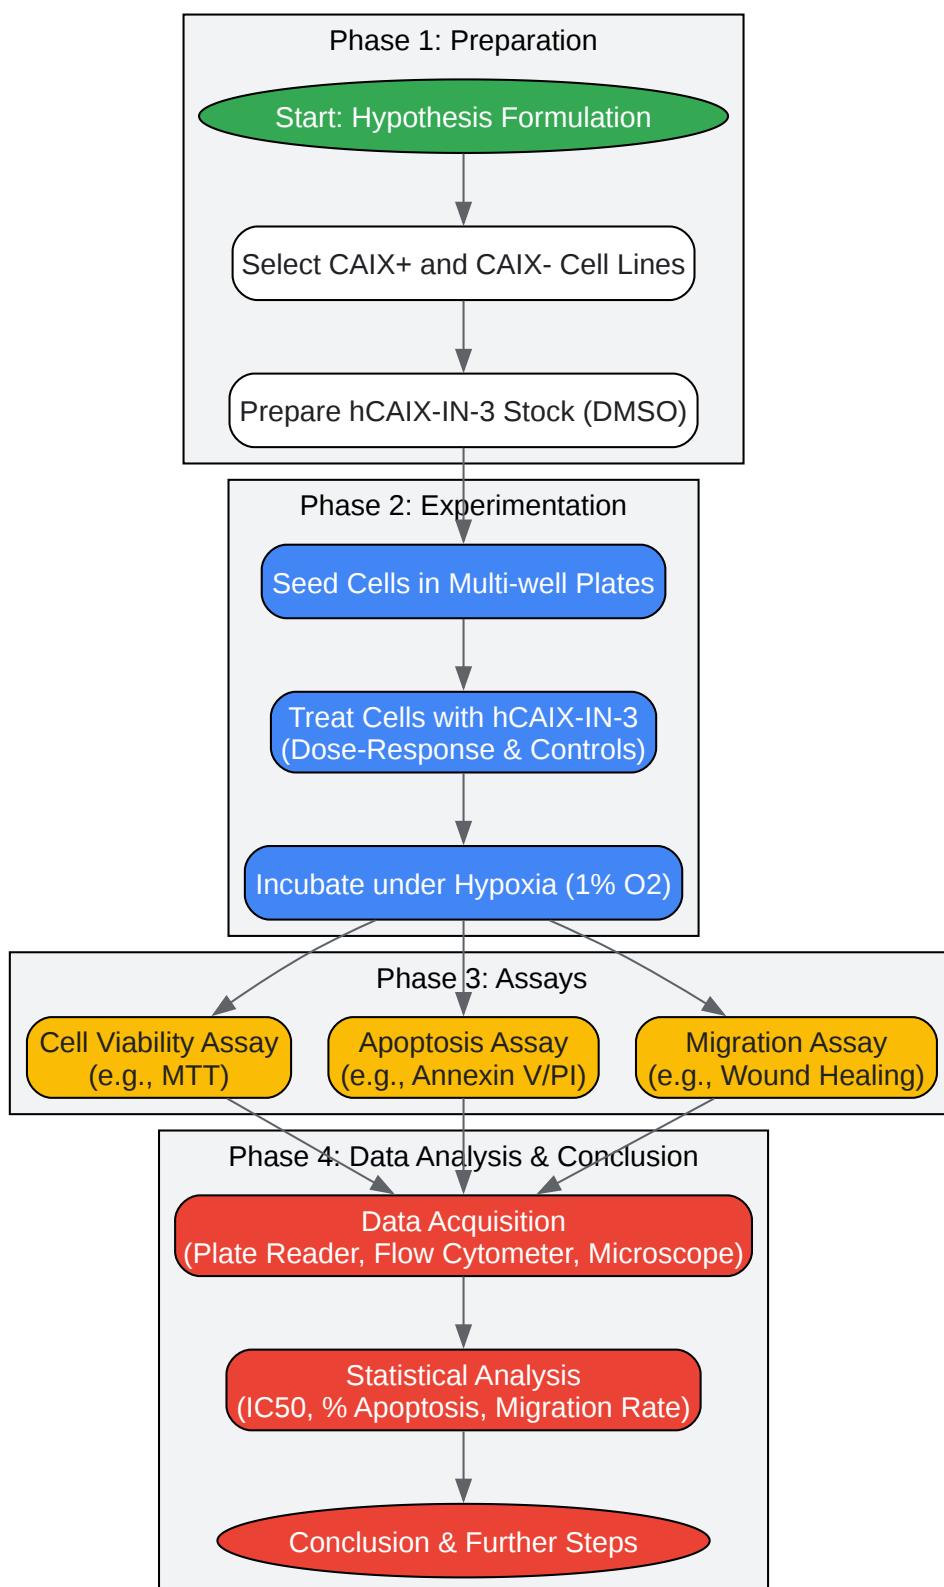 Phase 1: Preparation
Start: Hypothesis Formulation
Select CAIX+ and CAIX- Cell Lines
Prepare hCAIX-IN-3 Stock (DMSO)
Phase 2: Experimentation
Seed Cells in Multi-well Plates
Treat Cells with hCAIX-IN-3
(Dose-Response & Controls)
Incubate under Hypoxia (1% O2)
Phase 3: Assays
Cell Viability Assay
(e.g., MTT)
Apoptosis Assay
(e.g., Annexin V/PI)
Migration Assay
(e.g., Wound Healing)
Phase 4: Data Analysis & Conclusion
Data Acquisition
(Plate Reader, Flow Cytometer, Microscope)
Statistical Analysis
(IC50, % Apoptosis, Migration Rate)
Conclusion & Further Steps